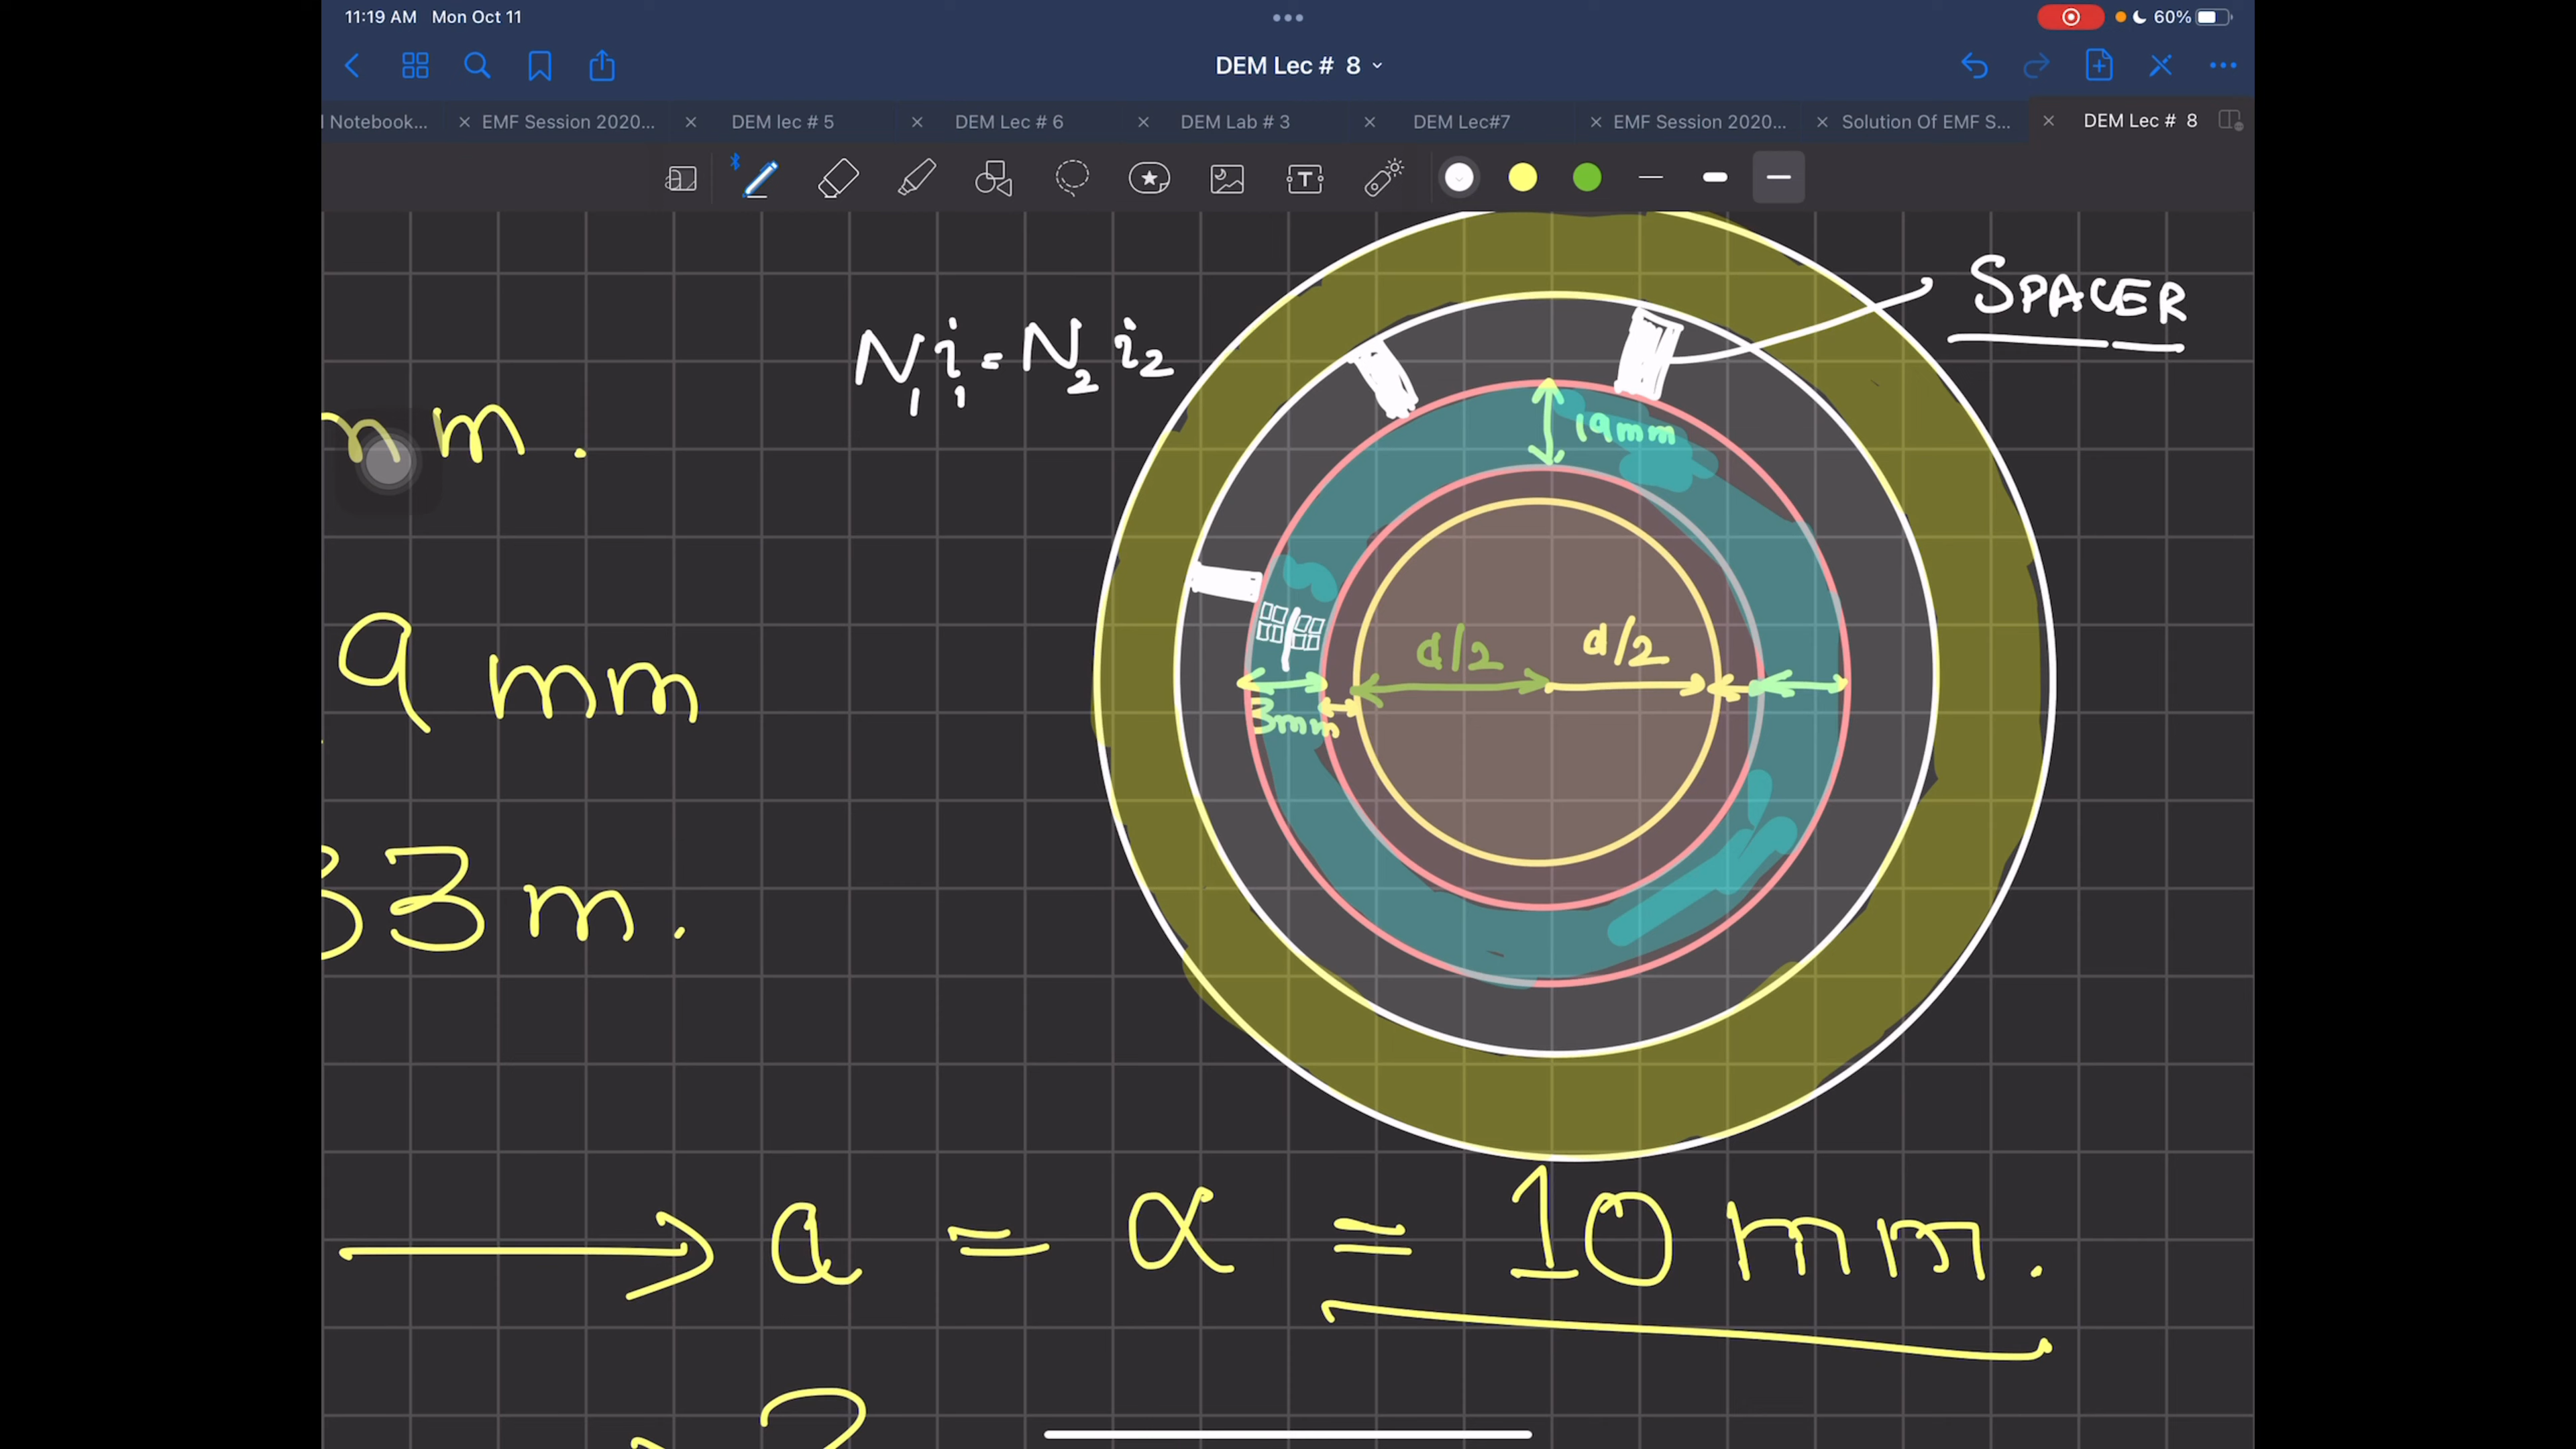 11:19 AM Mon Oct 11
60%
DEM Lec # 8
Notebook...
EMF Session 2020...
DEM lec # 5
DEM Lec # 6
DEM Lab # 3
DEM Lec#7
EMF Session 2020...
Solution Of EMF S...
DEM Lec # 8
SPACER
N₁i₁ = N₂i₂
mm.
19mm
9 mm
d/2
d/2
3mm
33m.
a = α = 10mm.